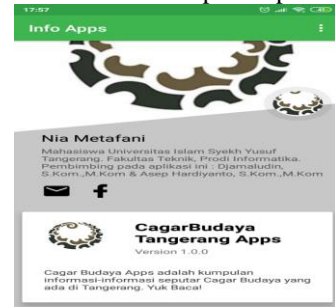 17:57
Info Apps
Nia Metafani
Mahasiswa Universitas Islam Syekh Yusuf
Tangerang. Fakultas Teknik, Prodi Informatika.
Pembimbing pada aplikasi ini : Djamaludin,
S.Kom.,M.Kom & Asep Hardiyanto, S.Kom.,M.Kom
CagarBudaya
Tangerang Apps
Version 1.0.0
Cagar Budaya Apps adalah kumpulan
informasi-informasi seputar Cagar Budaya yang
ada di Tangerang. Yuk Baca!